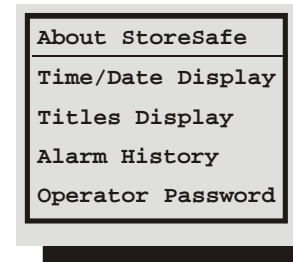 About StoreSafe
Time/Date Display
Titles Display
Alarm History
Operator Password